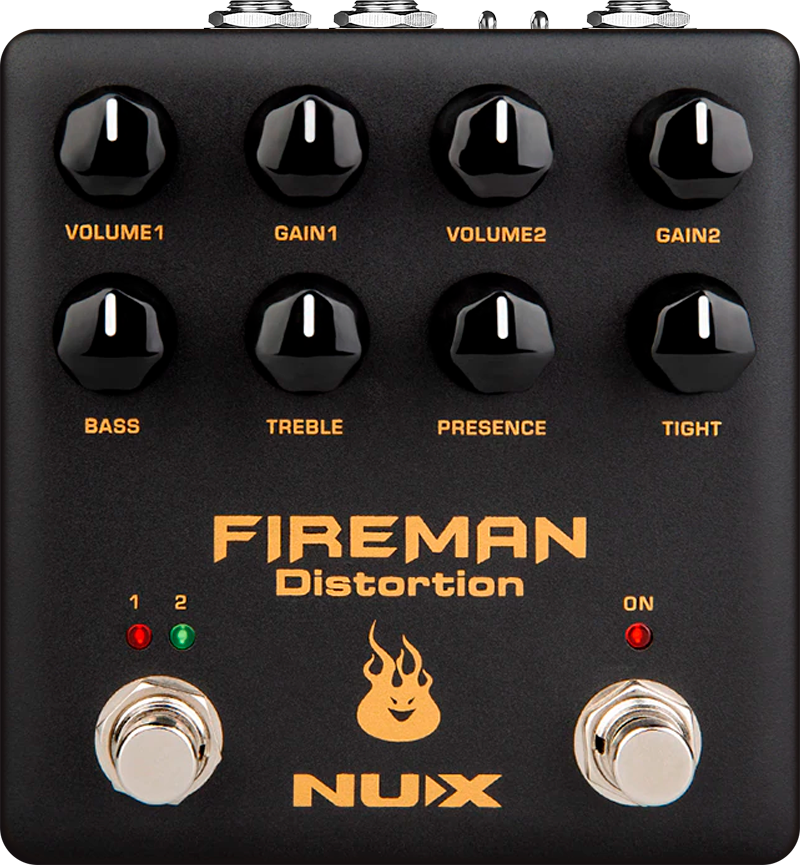 VOLUME1 GAIN1 VOLUME2 GAIN2
BASS TREBLE PRESENCE TIGHT
FIREMAN
Distortion
1 2 ON
NUX